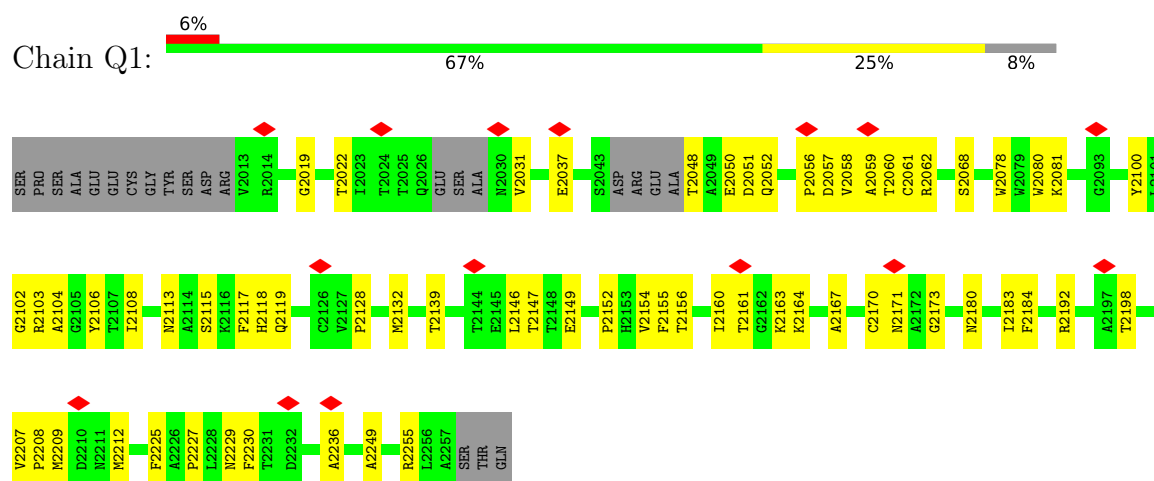 6%
Chain Q1:
67% 25% 8%
SER PRO SER ALA GLU GLU CYS GLY TYR SER ASP ARG V2013 R2014 G2019 T2022 I2023 T2024 T2025 Q2026 GLU SER ALA N2030 V2031 E2037 S2043 ASP ARG GLU ALA T2048 A2049 E2050 D2051 Q2052 P2056 D2057 V2058 A2059 T2060 C2061 R2062 S2068 W2078 W2079 W2080 K2081 G2093 Y2100 L2101
G2102 R2103 A2104 G2105 Y2106 T2107 I2108 N2113 A2114 S2115 K2116 F2117 H2118 Q2119 C2126 V2127 P2128 M2132 T2139 T2144 E2145 L2146 T2147 T2148 E2149 P2152 H2153 V2154 F2155 T2156 I2160 T2161 G2162 K2163 K2164 A2167 C2170 N2171 A2172 G2173 N2180 I2183 F2184 R2192 A2197 T2198
V2207 P2208 M2209 D2210 N2211 M2212 F2225 A2226 P2227 L2228 N2229 F2230 T2231 D2232 A2236 A2249 R2255 L2256 A2257 SER THR GLN